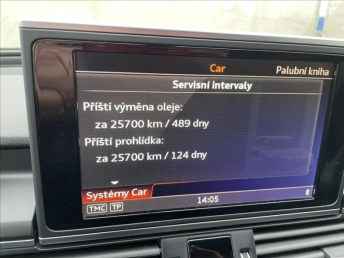 Car
Palubní kniha
Servisní intervaly
Příští výměna oleje:
za 25700 km / 489 dny
Příští prohlídka:
za 25700 km / 124 dny
Systémy Car
TMC TP
14:05